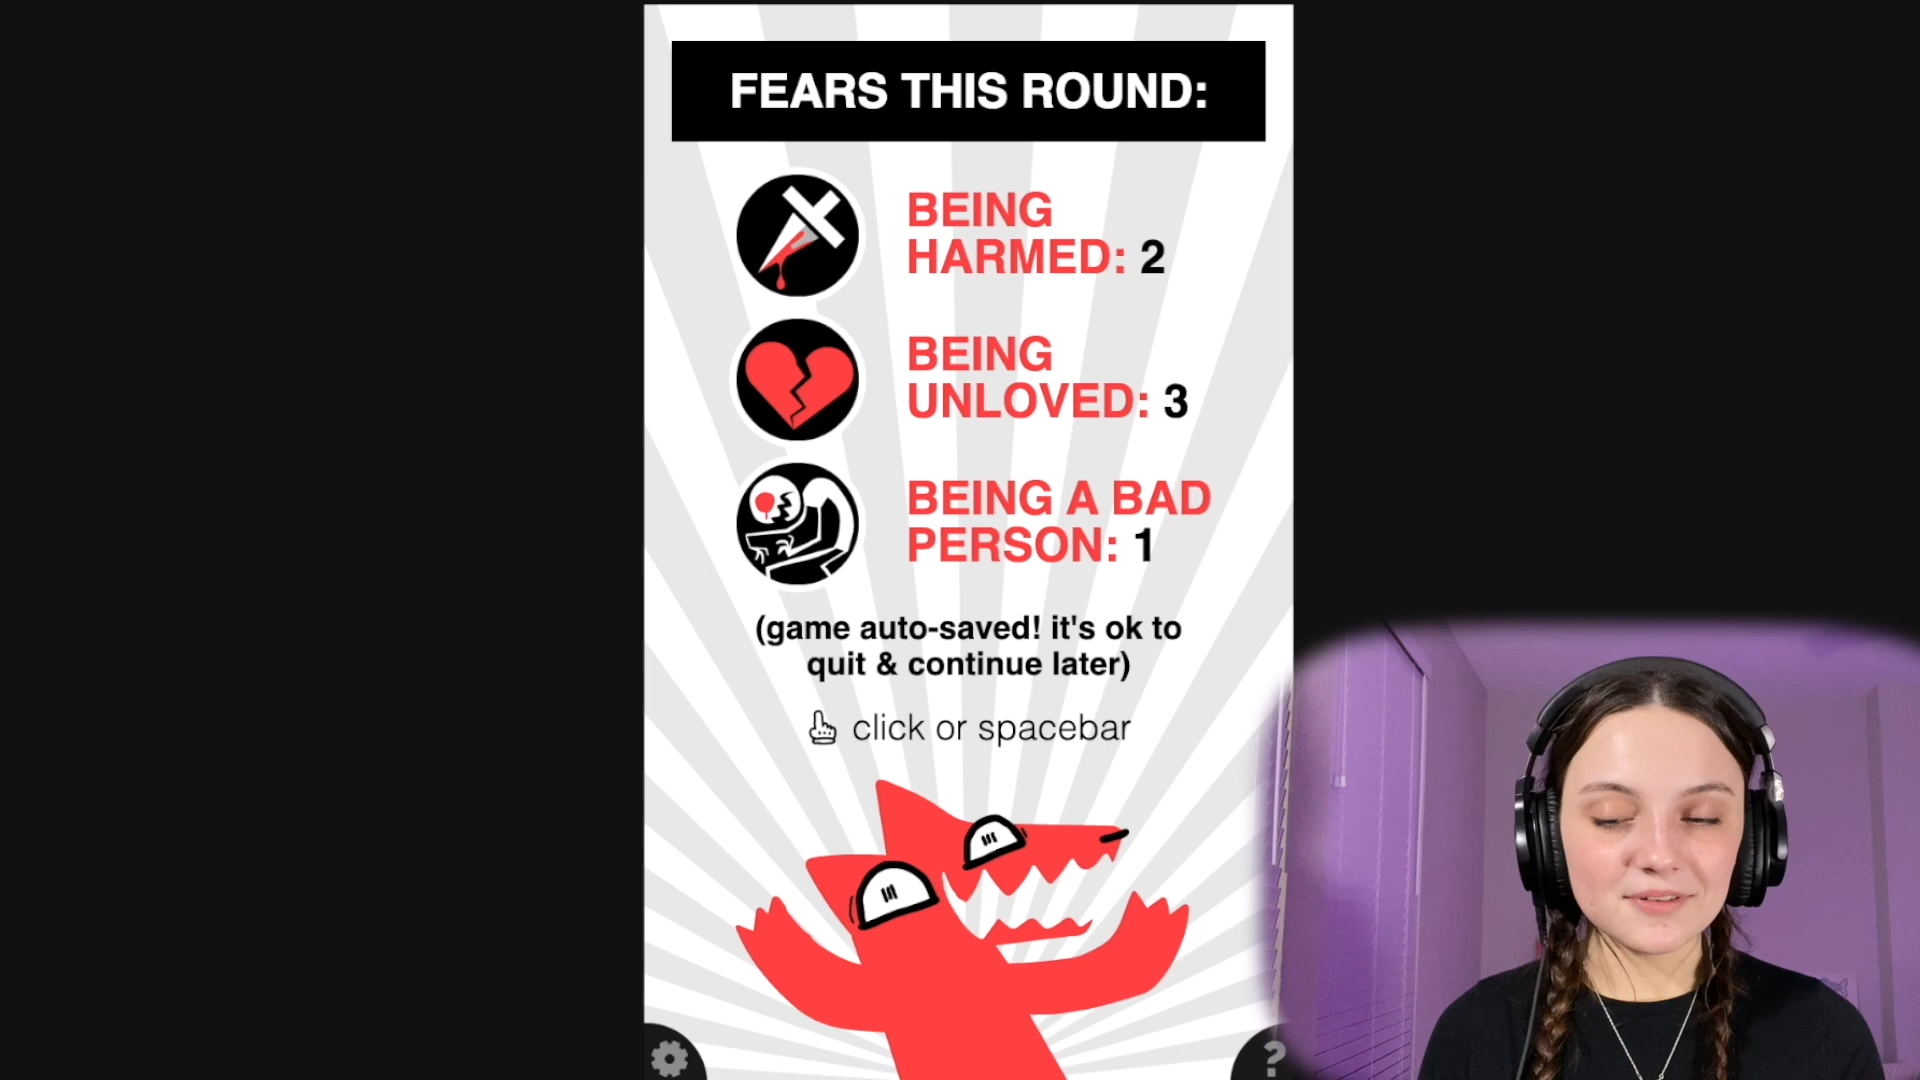 FEARS THIS ROUND:
BEING
HARMED: 2
BEING
UNLOVED: 3
BEING A BAD
PERSON: 1
(game auto-saved! it's ok to
quit & continue later)
click or spacebar
?